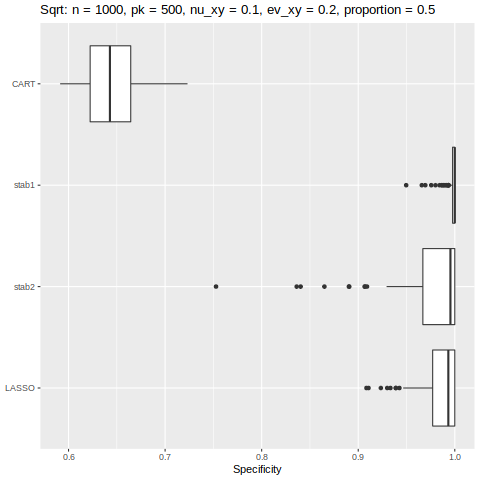 Sqrt: n = 1000, pk = 500, nu_xy = 0.1, ev_xy = 0.2, proportion = 0.5
CART
stab1
stab2
LASSO
0.6 0.7 0.8 0.9 1.0
Specificity